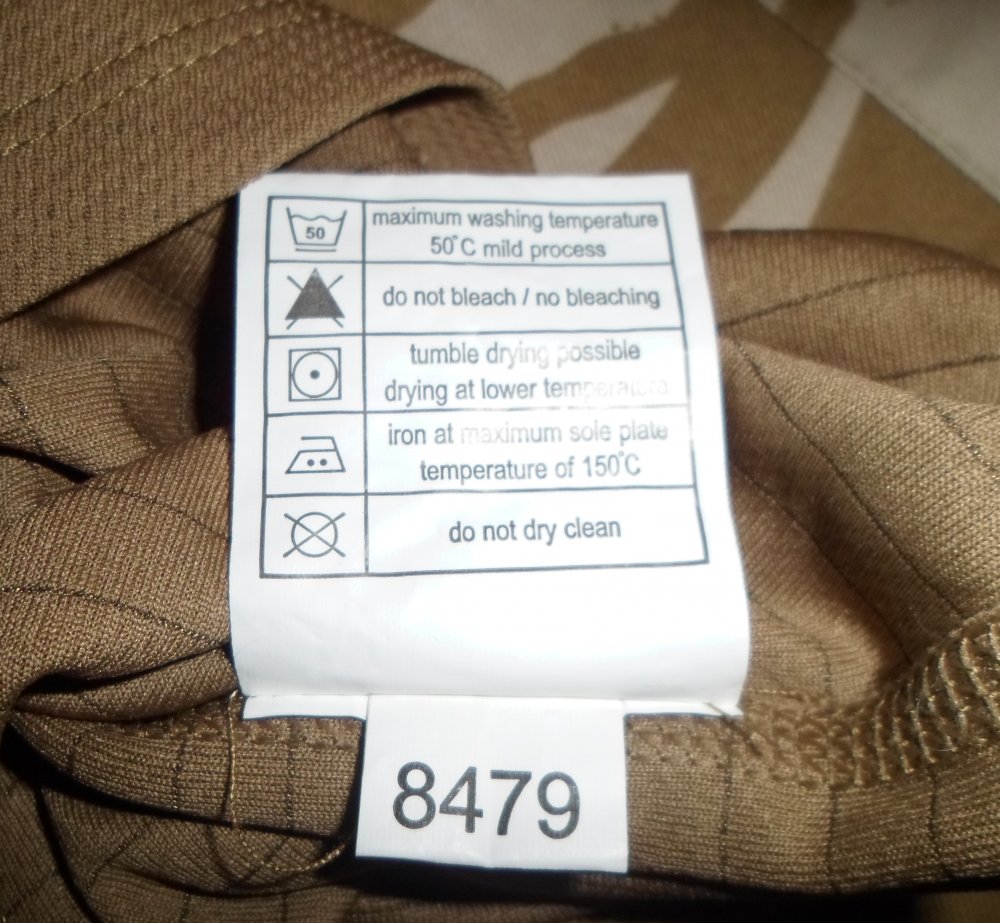 50
maximum washing temperature
50°C mild process
do not bleach / no bleaching
tumble drying possible
drying at lower temperature
iron at maximum sole plate
temperature of 150°C
do not dry clean
8479